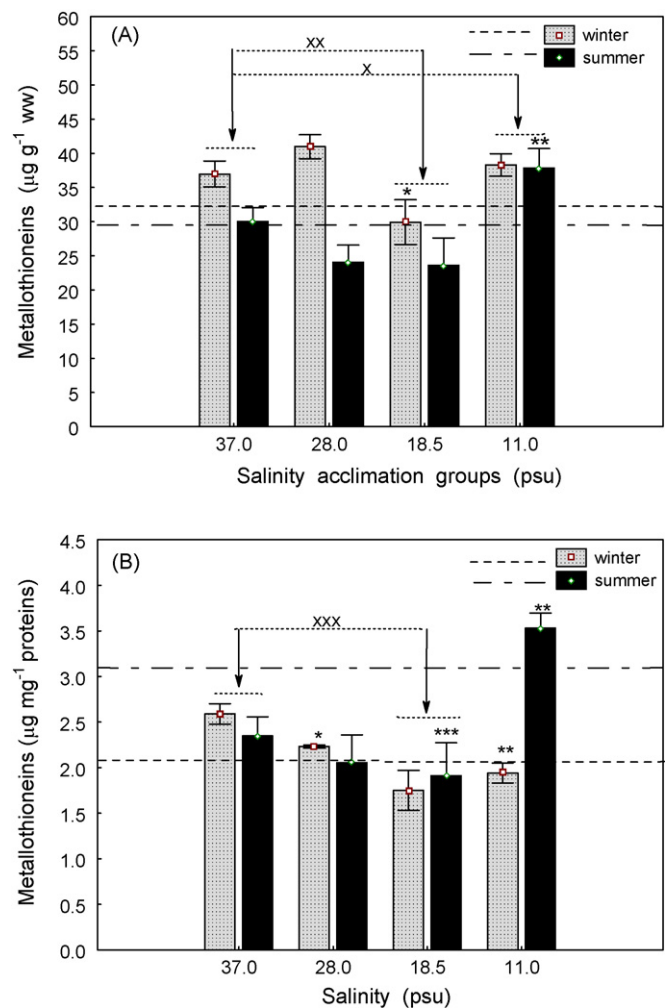 (A)
winter
summer
xx
x
*
**
60
55
50
45
40
35
30
25
20
15
10
5
0
Metallothioneins (µg g⁻¹ ww)
37.0 28.0 18.5 11.0
Salinity acclimation groups (psu)
(B)
winter
summer
xxx
*
***
**
**
4.5
4.0
3.5
3.0
2.5
2.0
1.5
1.0
0.5
0.0
Metallothioneins (µg mg⁻¹ proteins)
37.0 28.0 18.5 11.0
Salinity (psu)